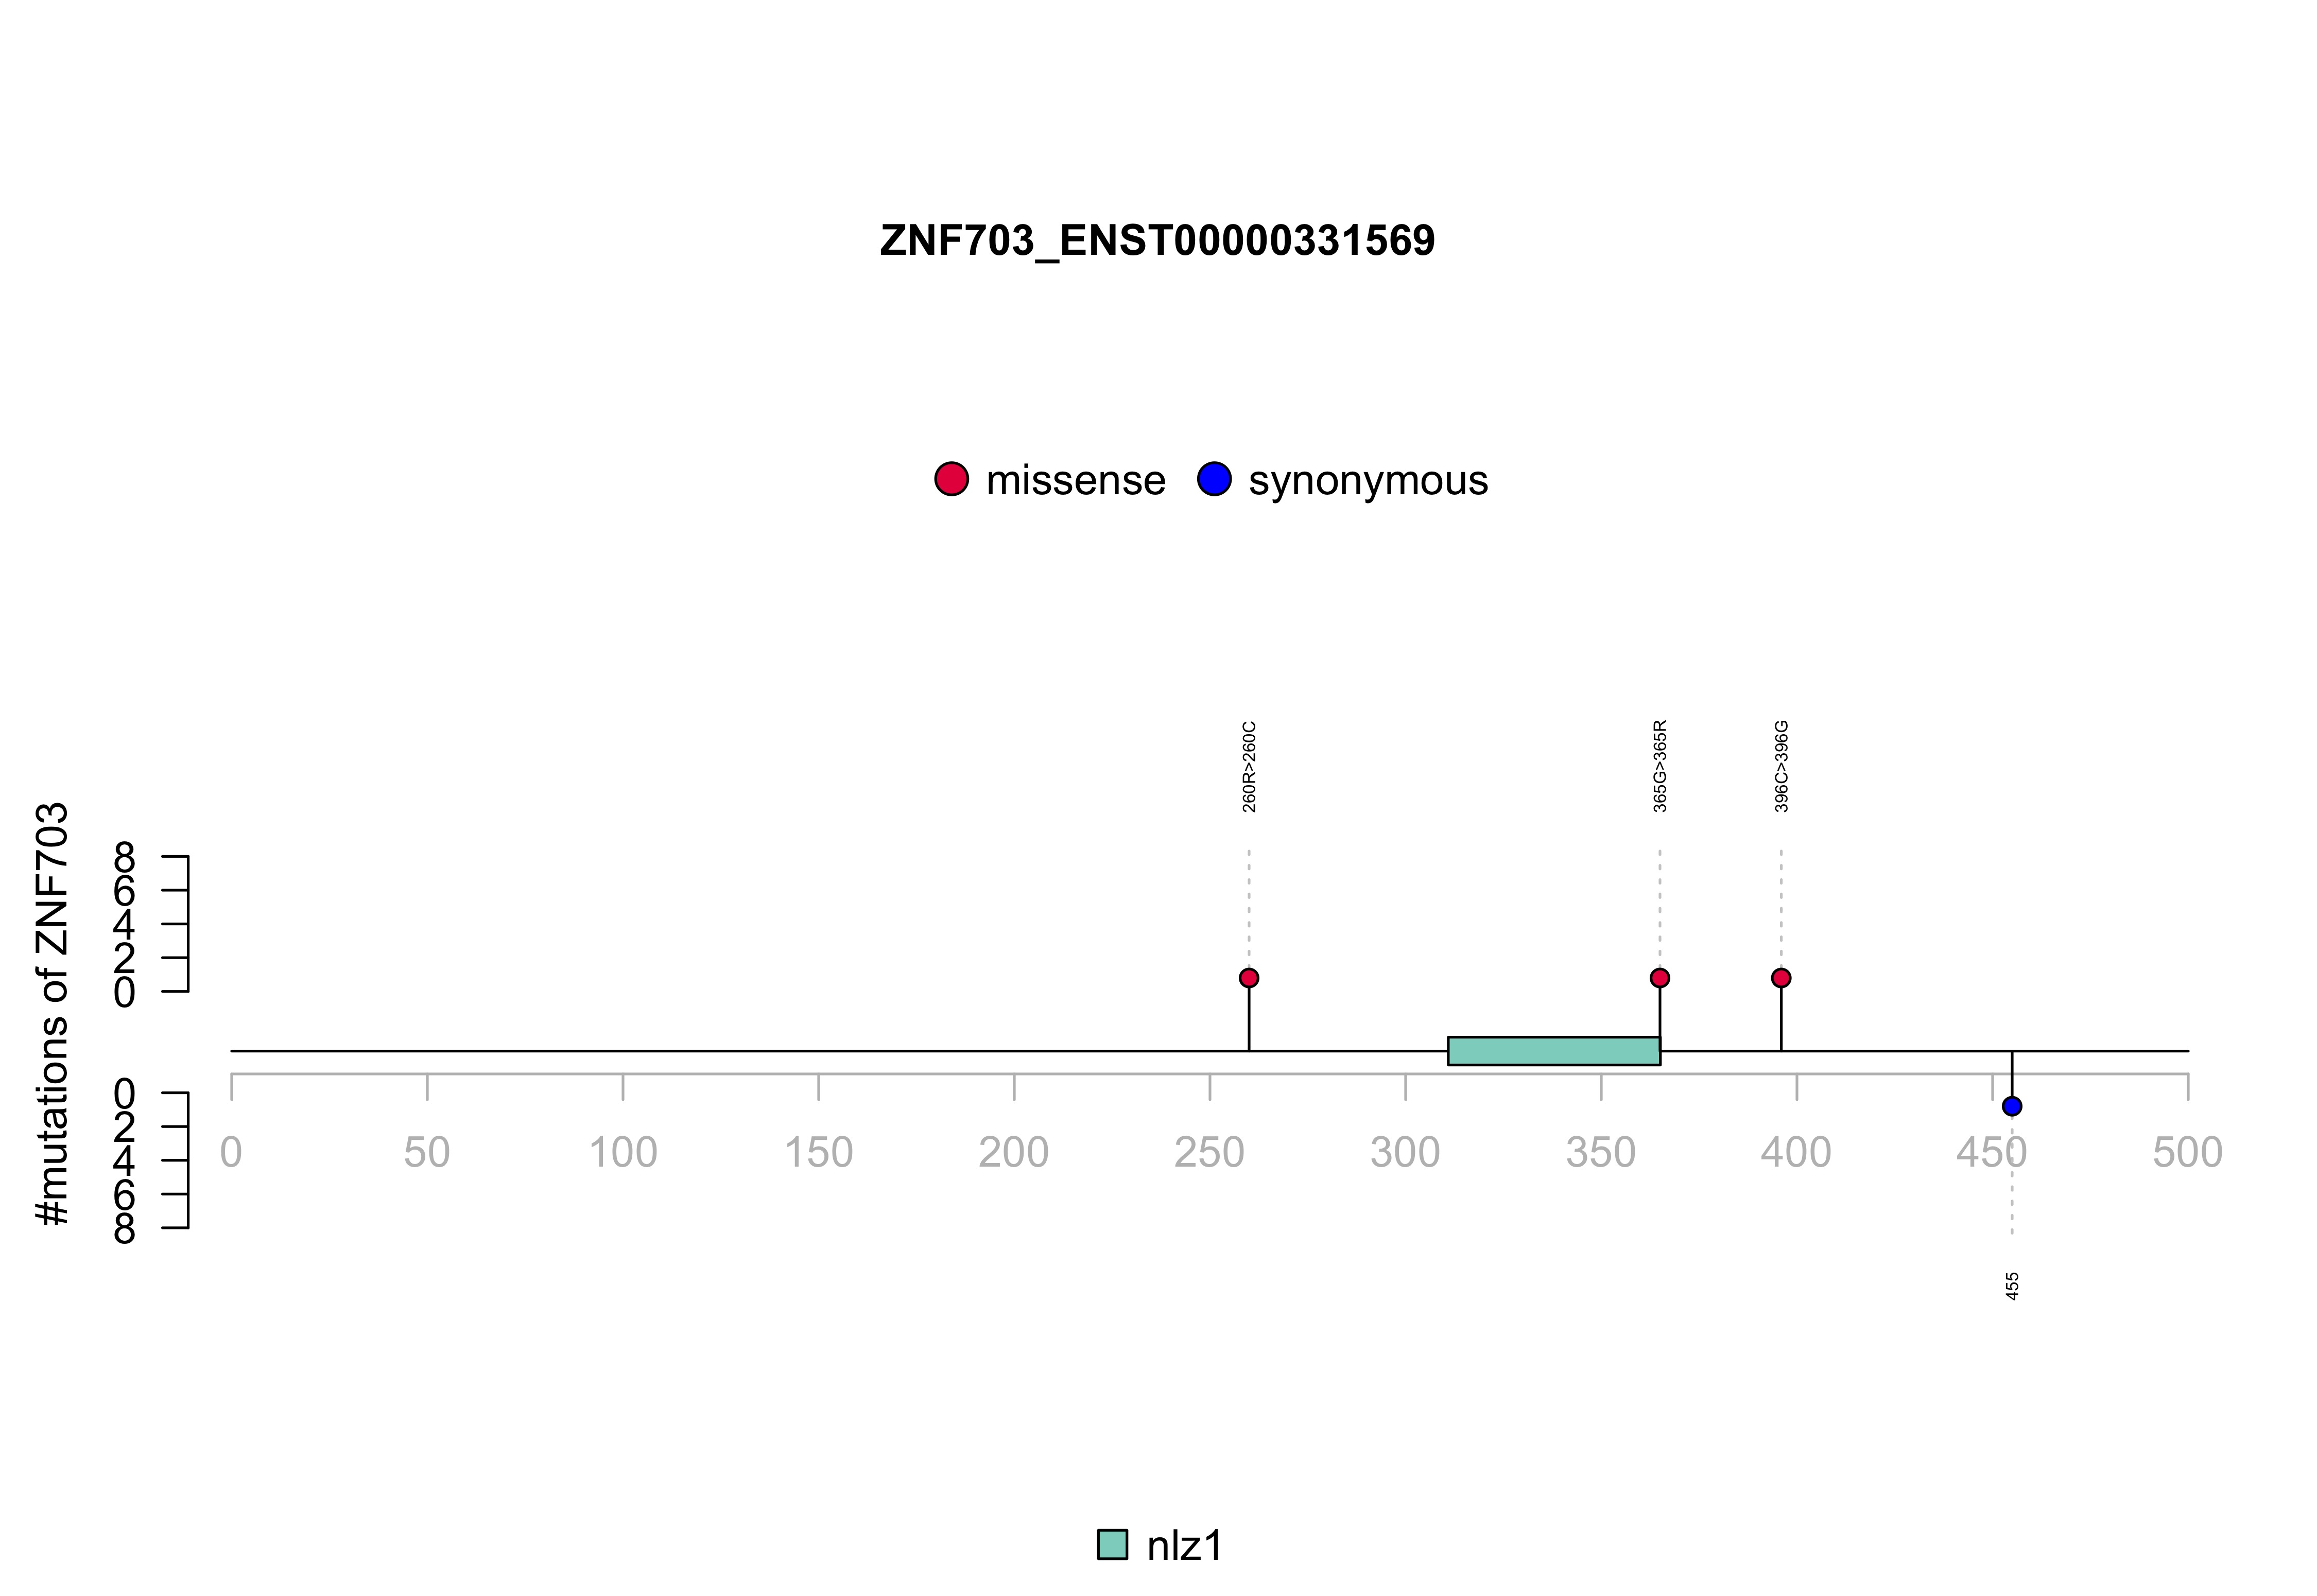 ZNF703_ENST00000331569
missense
synonymous
260R>260C
365G>365R
396C>396G
#mutations of ZNF703
8
6
4
2
0
0
2
4
6
8
0
50
100
150
200
250
300
350
400
450
500
455
nlz1